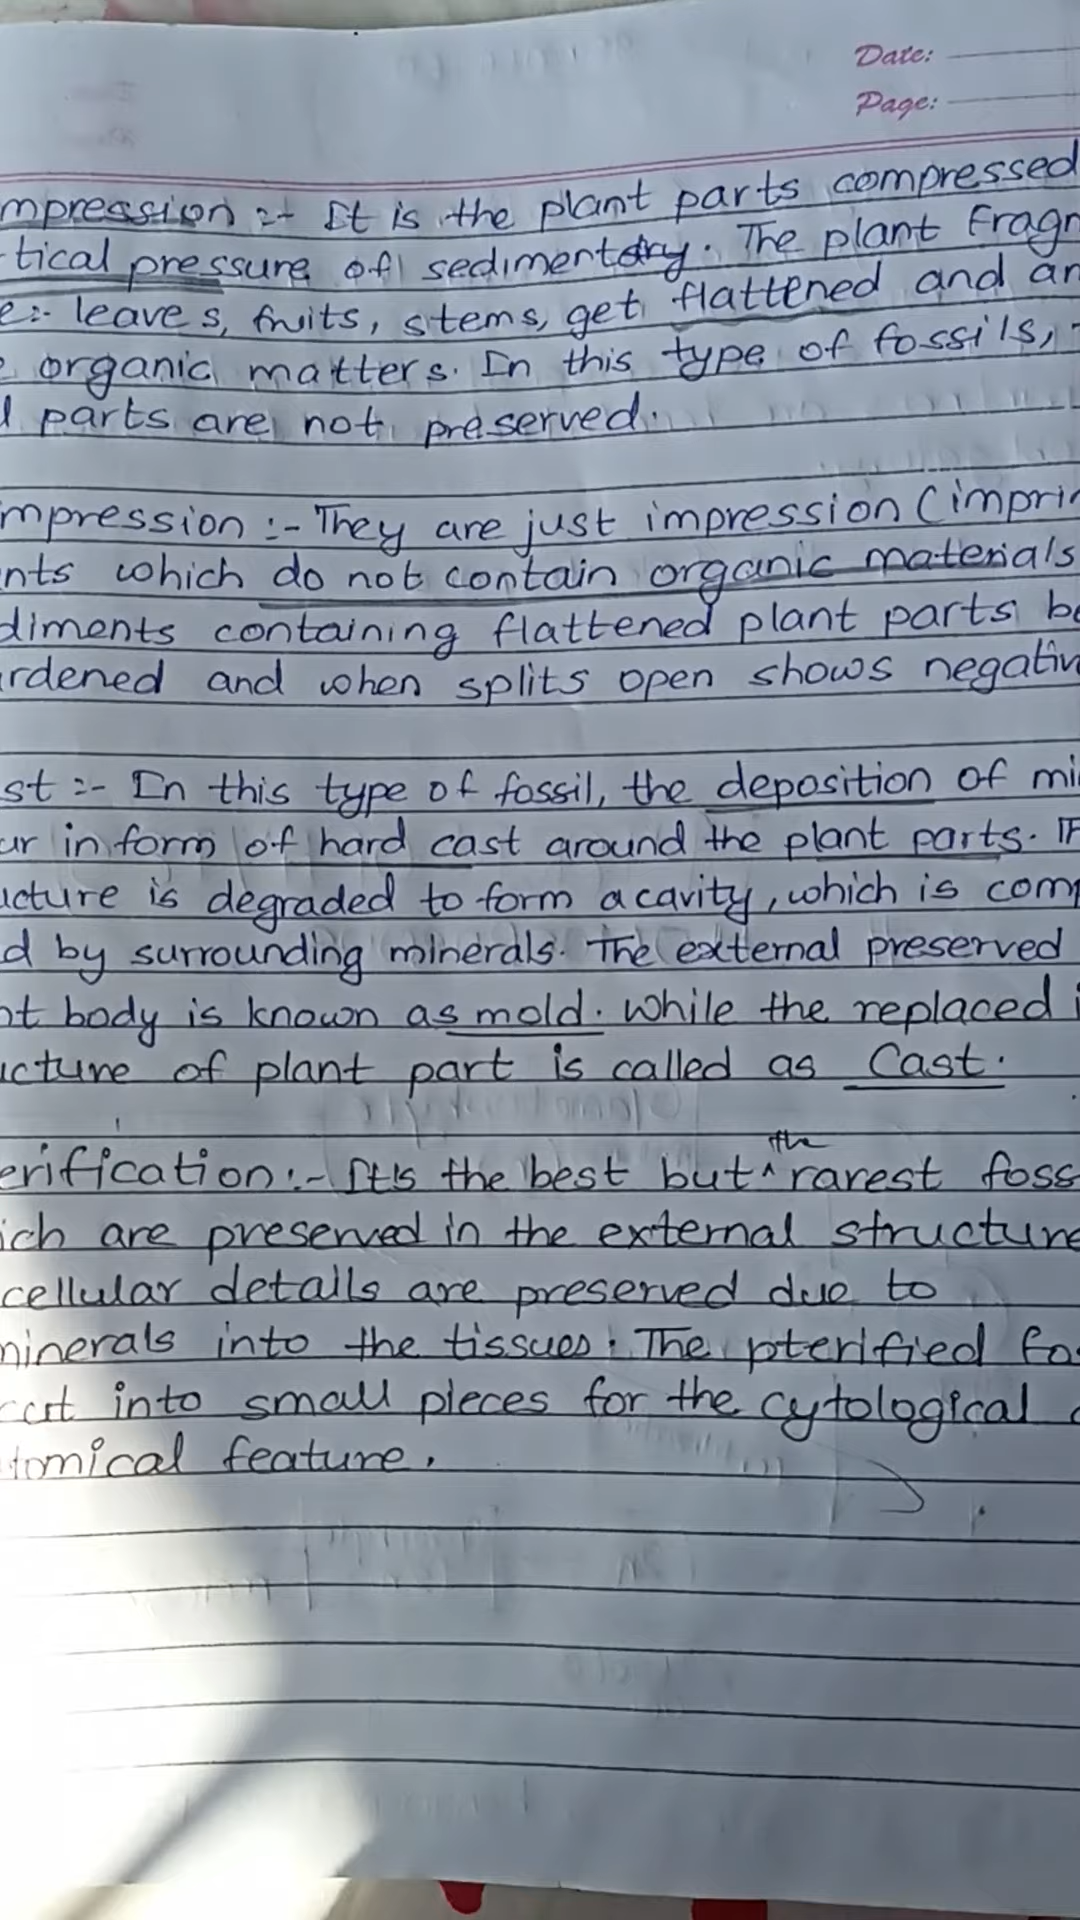 Date:
Page:
mpression :- It is the plant parts compressed
tical pressure of sedimentary. The plant Fragm
e:- leaves, fruits, stems, get flattened and an
e organic matters. In this type of fossils,
l parts are not preserved.
mpression :- They are just impression (imprin
nts which do not contain organic materials
diments containing flattened plant parts be
rdened and when splits open shows negativ
st :- In this type of fossil, the deposition of mi
ur in form of hard cast around the plant parts. If
ucture is degraded to form a cavity, which is comp
d by surrounding minerals. The external preserved
nt body is known as mold. While the replaced i
ucture of plant part is called as Cast.
erification :- It's the best but the rarest foss
ich are preserved in the external structure
cellular details are preserved due to
minerals into the tissues. The pterified fos
cut into small pieces for the cytological
tomical feature.